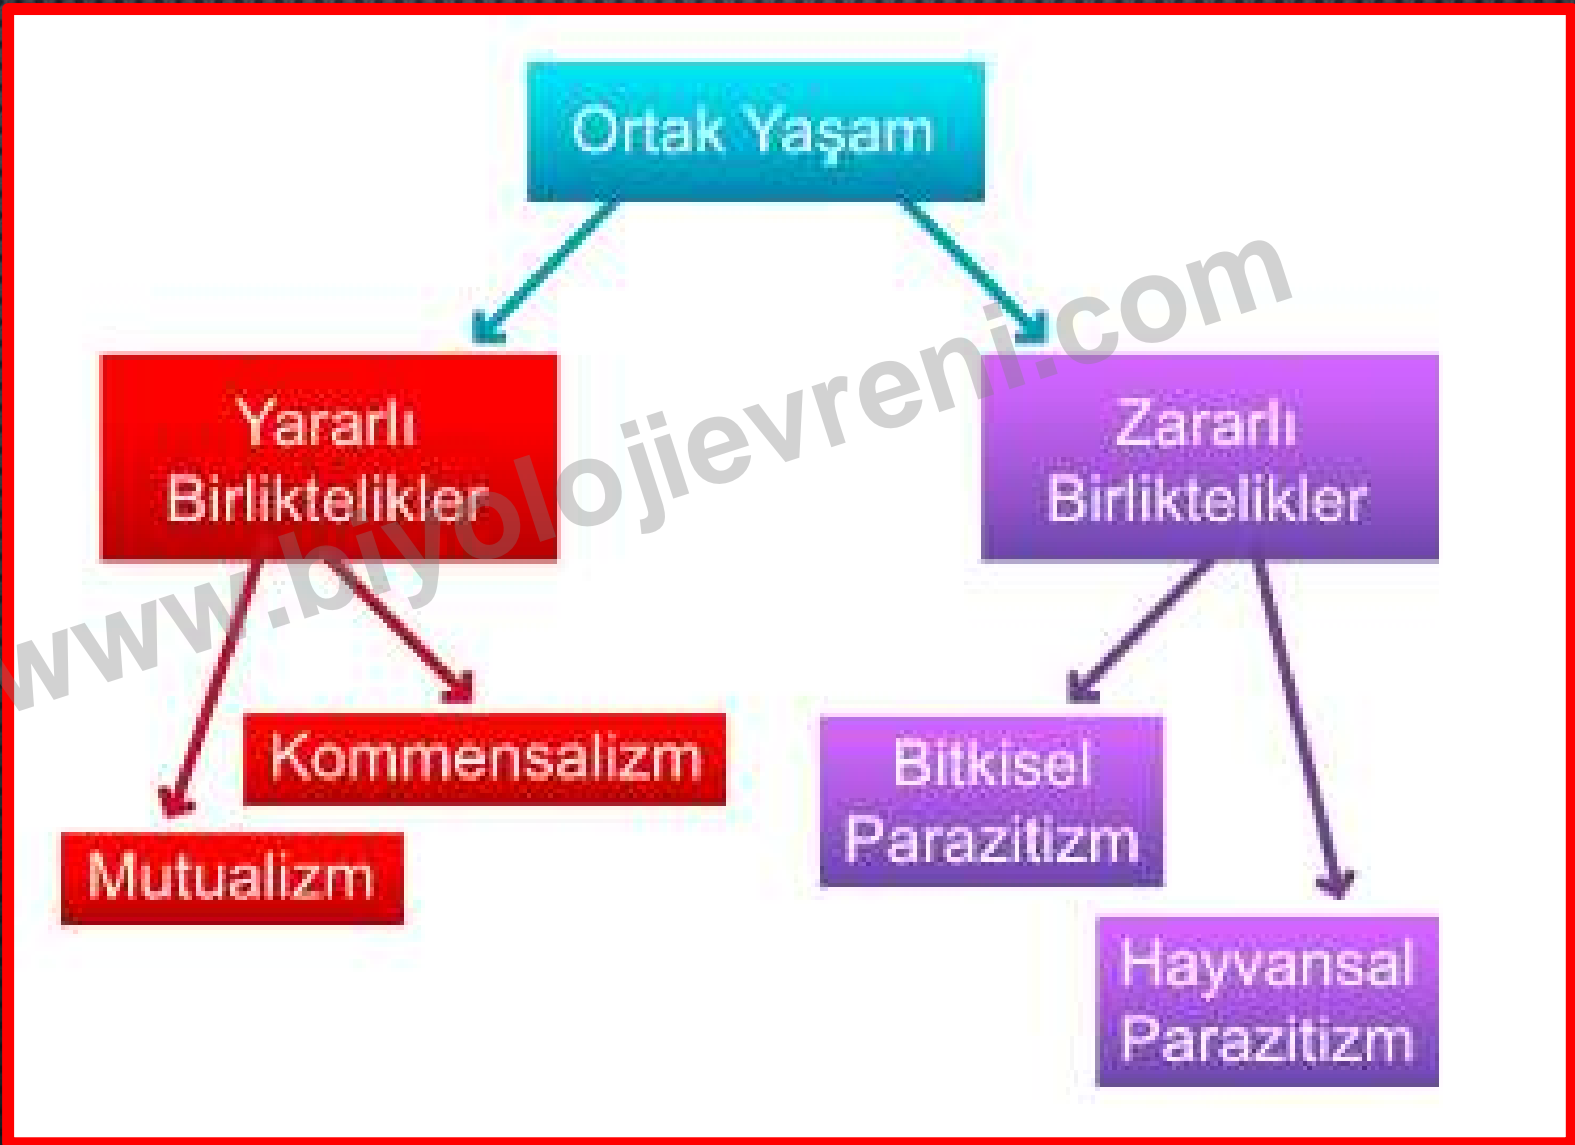 Ortak Yaşam
Yararlı
Birliktelikler
Zararlı
Birliktelikler
www.biyolojievreni.com
Kommensalizm
Mutualizm
Bitkisel
Parazitizm
Hayvansal
Parazitizm